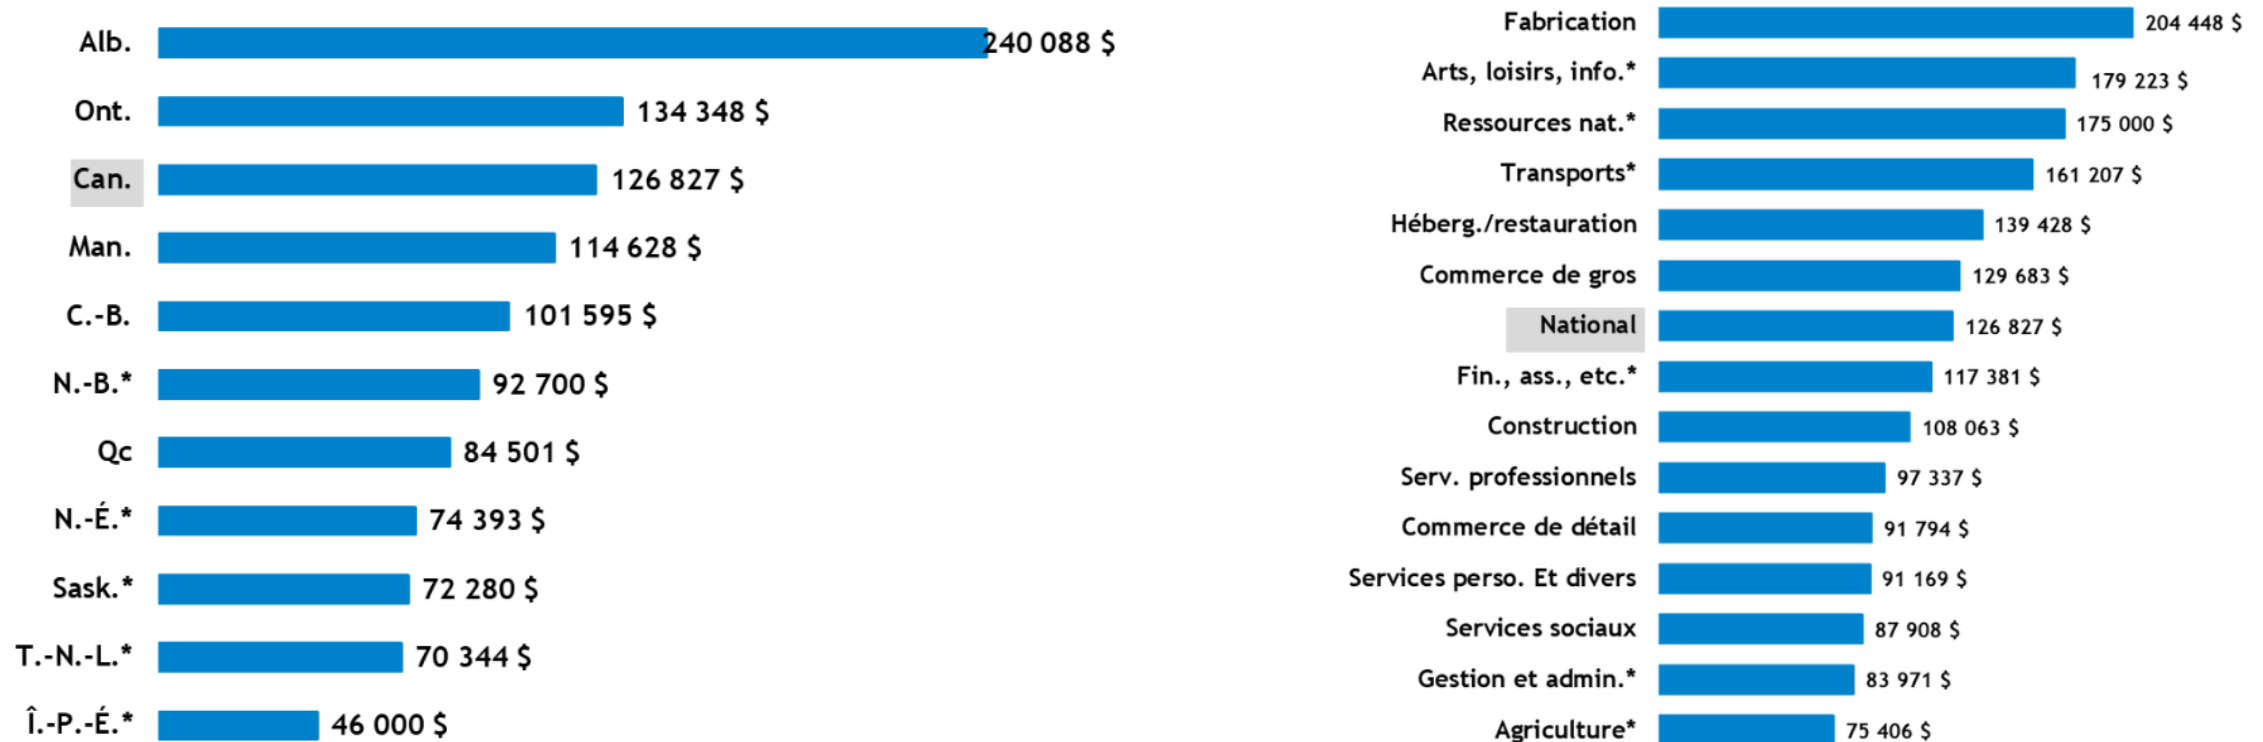 Alb. 240 088 $
Ont. 134 348 $
Can. 126 827 $
Man. 114 628 $
C.-B. 101 595 $
N.-B.* 92 700 $
Qc 84 501 $
N.-É.* 74 393 $
Sask.* 72 280 $
T.-N.-L.* 70 344 $
Î.-P.-É.* 46 000 $
Fabrication 204 448 $
Arts, loisirs, info.* 179 223 $
Ressources nat.* 175 000 $
Transports* 161 207 $
Héberg./restauration 139 428 $
Commerce de gros 129 683 $
National 126 827 $
Fin., ass., etc.* 117 381 $
Construction 108 063 $
Serv. professionnels 97 337 $
Commerce de détail 91 794 $
Services perso. Et divers 91 169 $
Services sociaux 87 908 $
Gestion et admin.* 83 971 $
Agriculture* 75 406 $